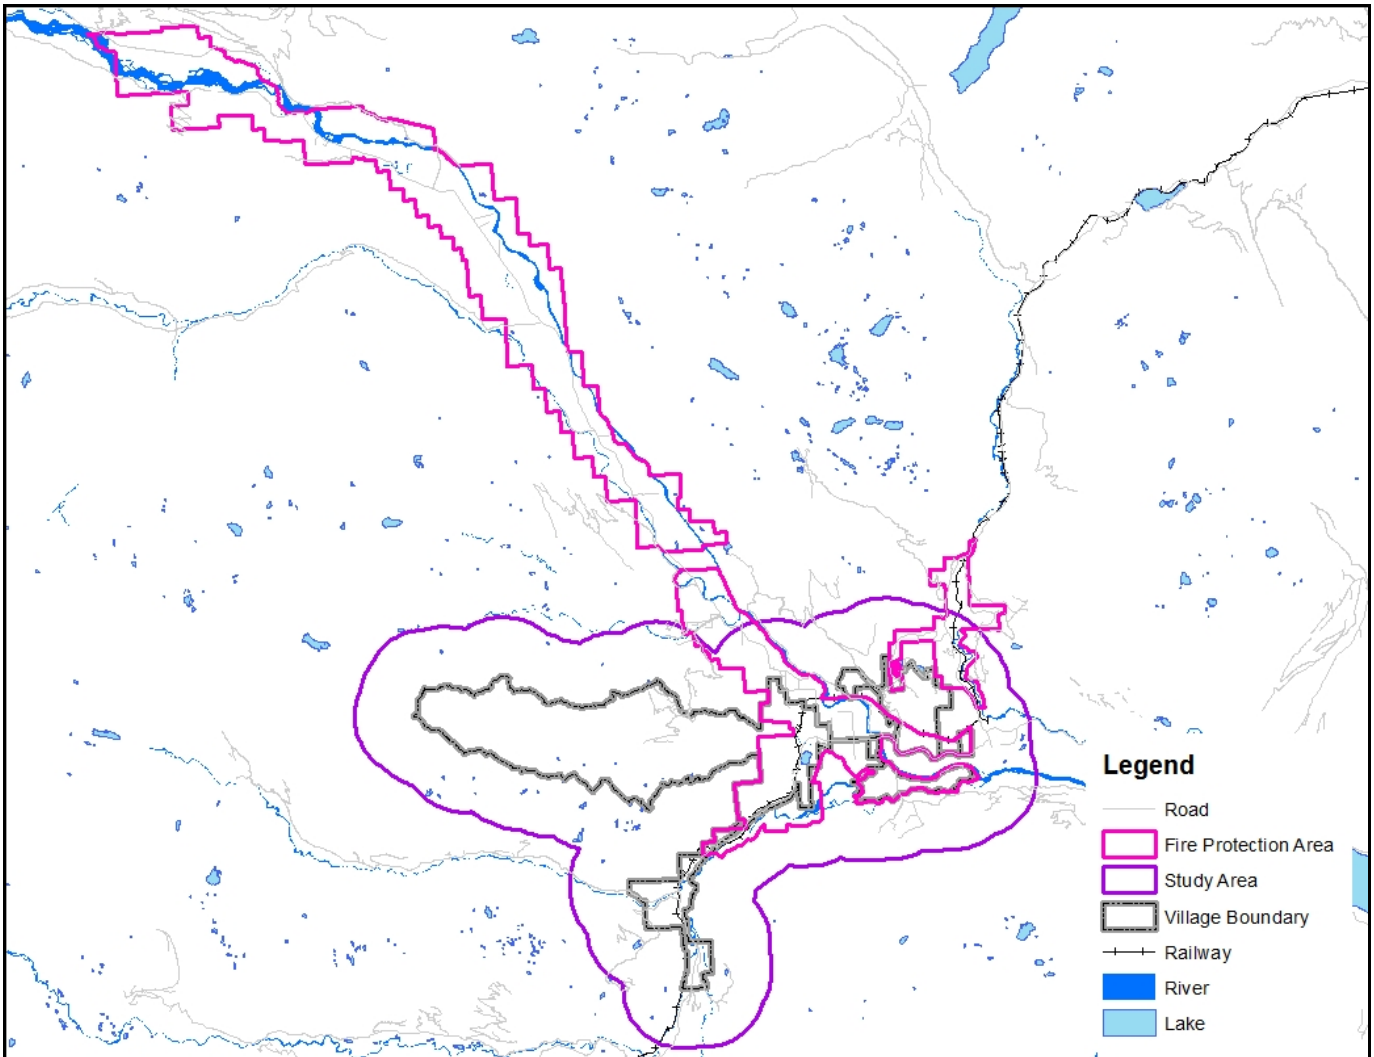 Legend
Road
Fire Protection Area
Study Area
Village Boundary
Railway
River
Lake